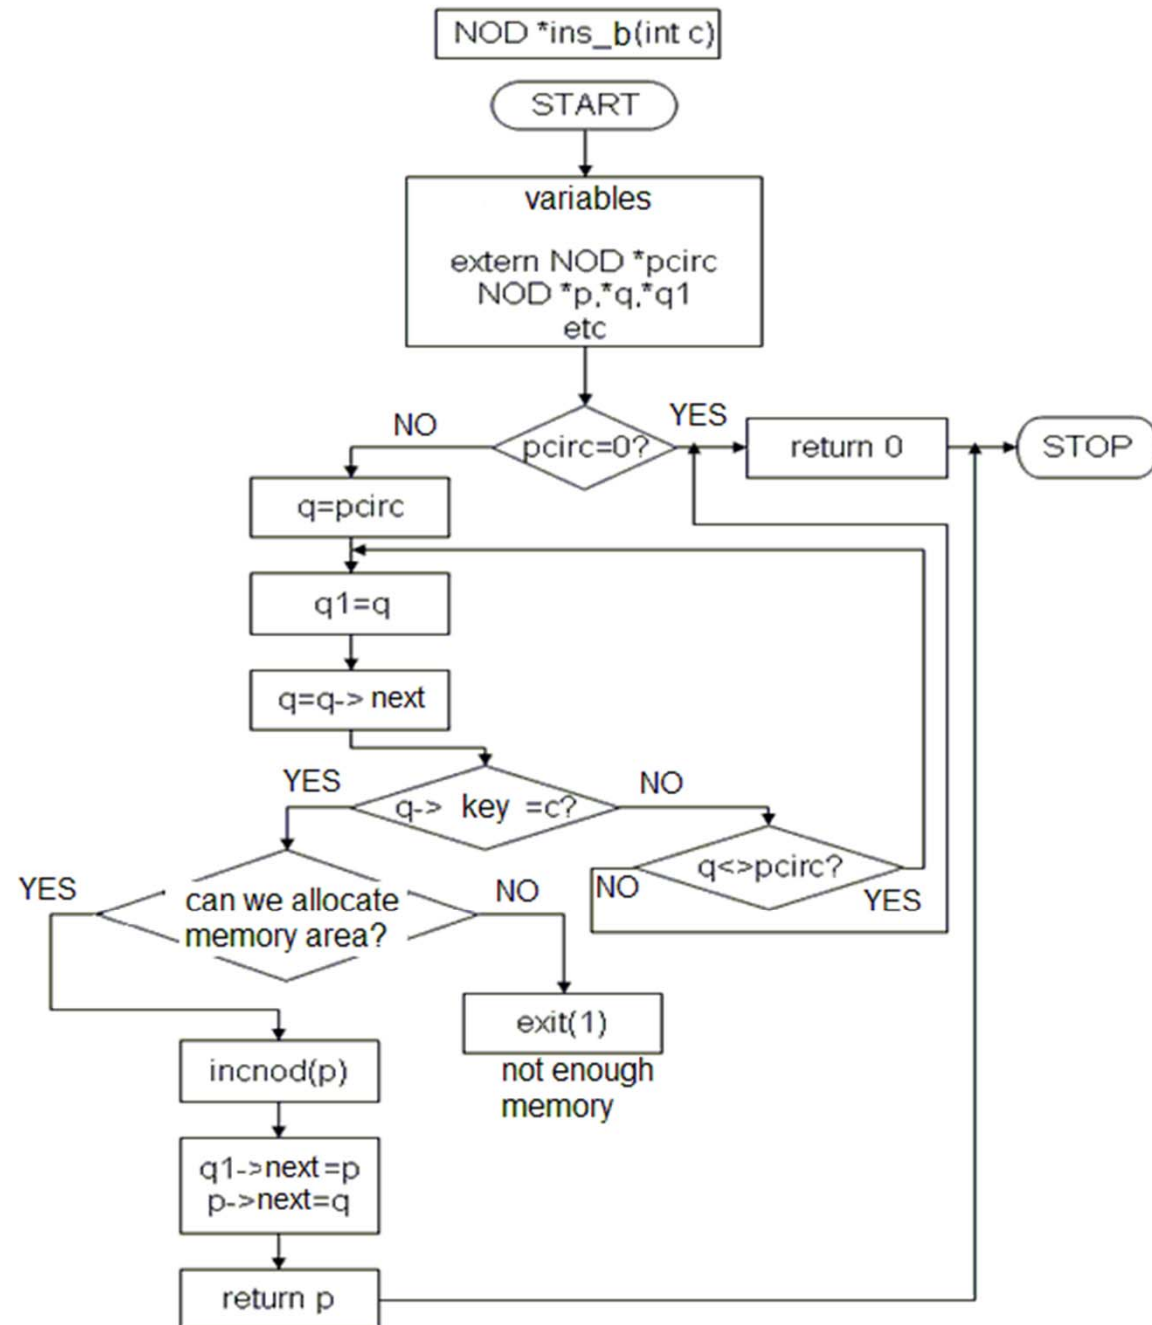 NOD *ins_b(int c)
START
variables
extern NOD *pcirc
NOD *p,*q,*q1
etc
NO
pcirc=0?
YES
return 0
STOP
q=pcirc
q1=q
q=q-> next
YES
q-> key =c?
NO
q<>pcirc?
NO
YES
YES
can we allocate
memory area?
NO
exit(1)
not enough
memory
incnod(p)
q1->next=p
p->next=q
return p